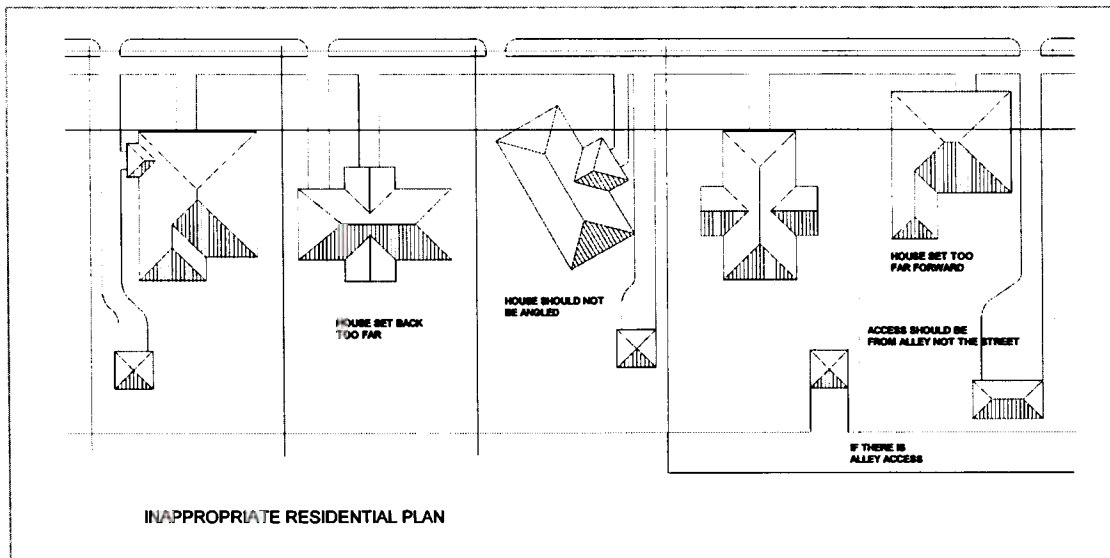 HOUSE SET BACK
TOO FAR
HOUSE SHOULD NOT
BE ANGLED
HOUSE SET TOO
FAR FORWARD
ACCESS SHOULD BE
FROM ALLEY NOT THE STREET
IF THERE IS
ALLEY ACCESS
INAPPROPRIATE RESIDENTIAL PLAN